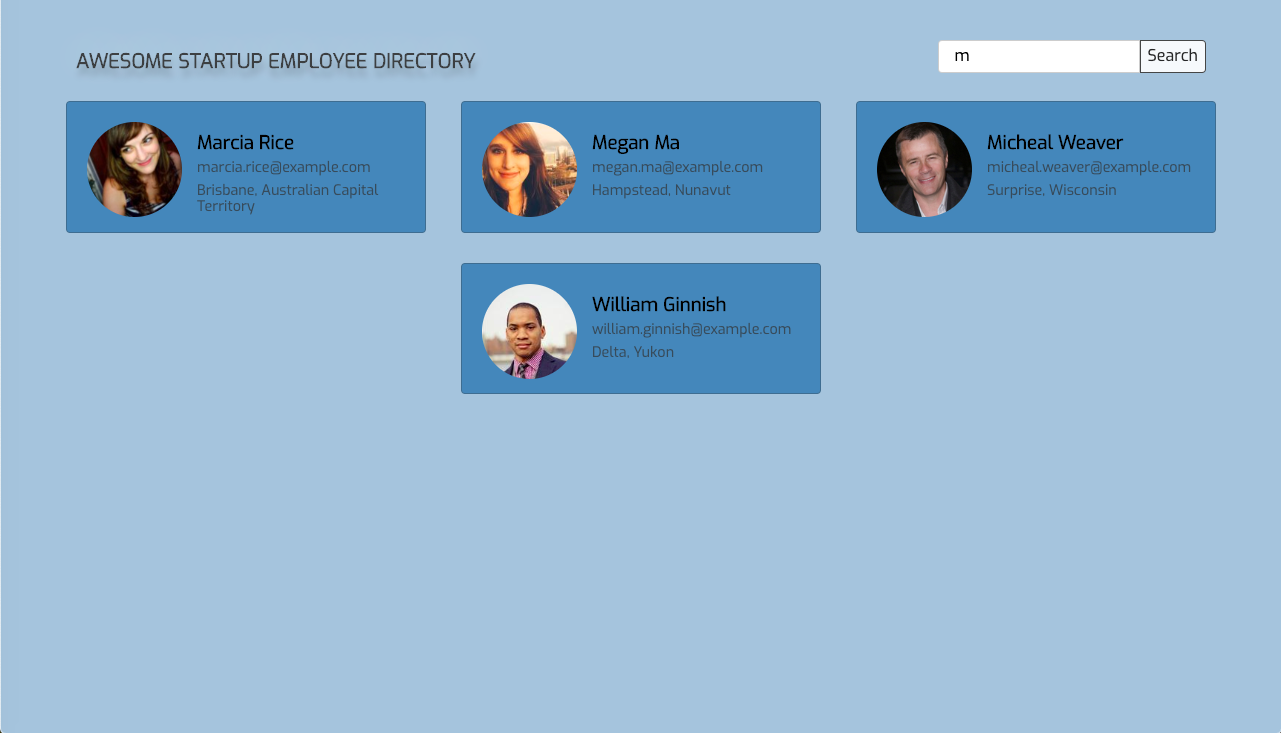 AWESOME STARTUP EMPLOYEE DIRECTORY
m
Search
Marcia Rice
marcia.rice@example.com
Brisbane, Australian Capital
Territory
Megan Ma
megan.ma@example.com
Hampstead, Nunavut
Micheal Weaver
micheal.weaver@example.com
Surprise, Wisconsin
William Ginnish
william.ginnish@example.com
Delta, Yukon